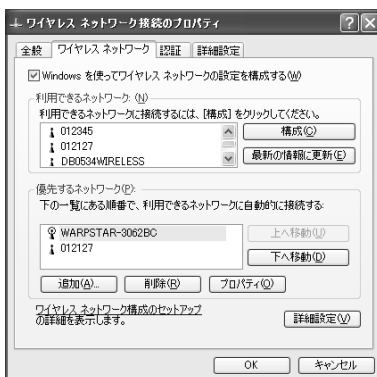 ワイヤレス ネットワーク接続のプロパティ
全般 ワイヤレス ネットワーク 認証 詳細設定
Windows を使ってワイヤレス ネットワークの設定を構成する(W)
利用できるネットワーク: (N)
利用できるネットワークに接続するには、[構成] をクリックしてください。
012345
012127
DB0534WIRELESS
構成(C)
最新の情報に更新(E)
優先するネットワーク(P):
下の一覧にある順番で、利用できるネットワークに自動的に接続する:
WARPSTAR-3062BC
012127
上へ移動(U)
下へ移動(D)
追加(A)... 削除(R) プロパティ(O)
ワイヤレス ネットワーク構成のセットアップ
の詳細を表示します。
詳細設定(V)
OK キャンセル